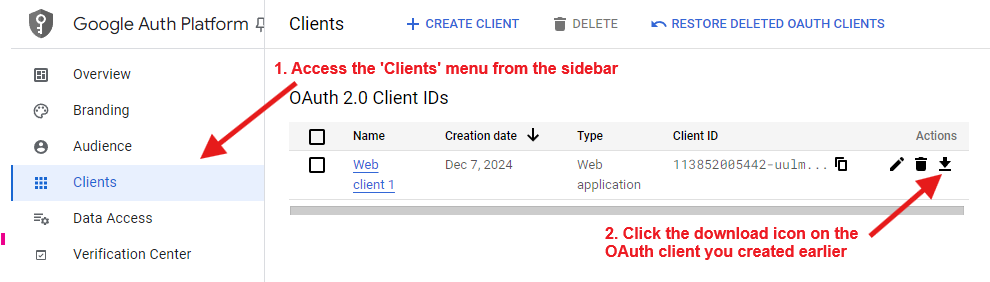 Google Auth Platform
Clients
CREATE CLIENT
DELETE
RESTORE DELETED OAUTH CLIENTS
1. Access the 'Clients' menu from the sidebar
Overview
Branding
Audience
Clients
Data Access
Verification Center
OAuth 2.0 Client IDs
Name Creation date Type Client ID Actions
Web client 1 Dec 7, 2024 Web application 113852005442-uulm...
2. Click the download icon on the
OAuth client you created earlier